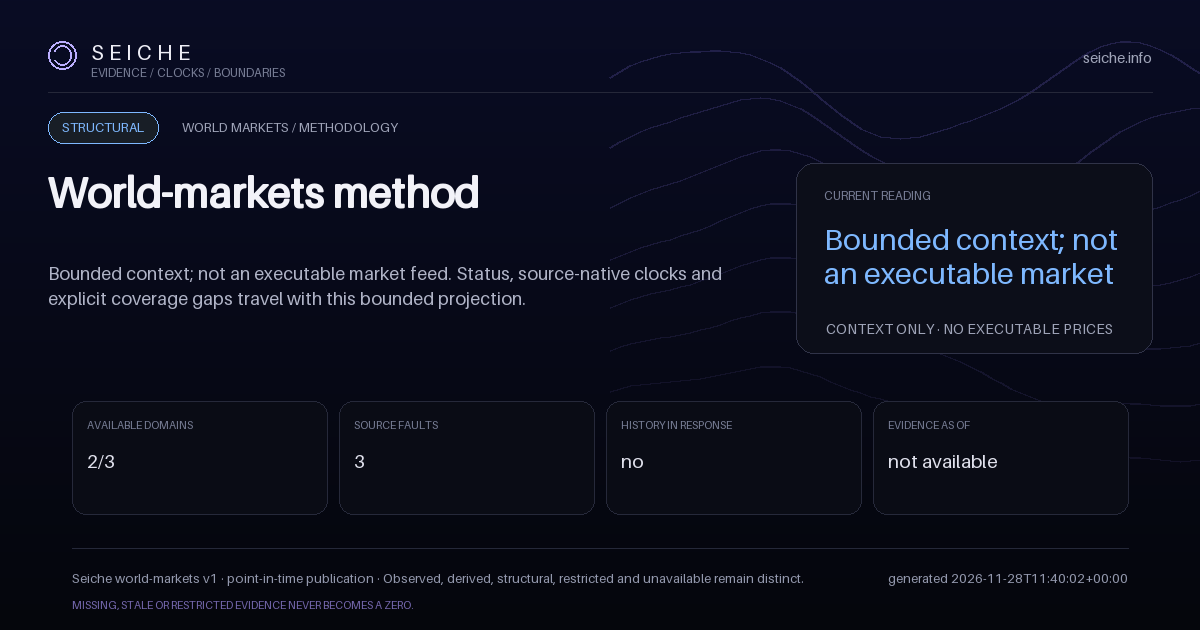 SEICHE
EVIDENCE / CLOCKS / BOUNDARIES
seiche.info
STRUCTURAL
WORLD MARKETS / METHODOLOGY
World-markets method
Bounded context; not an executable market feed. Status, source-native clocks and
explicit coverage gaps travel with this bounded projection.
CURRENT READING
Bounded context; not
an executable market
CONTEXT ONLY · NO EXECUTABLE PRICES
AVAILABLE DOMAINS
2/3
SOURCE FAULTS
3
HISTORY IN RESPONSE
no
EVIDENCE AS OF
not available
Seiche world-markets v1 · point-in-time publication · Observed, derived, structural, restricted and unavailable remain distinct.
generated 2026-11-28T11:40:02+00:00
MISSING, STALE OR RESTRICTED EVIDENCE NEVER BECOMES A ZERO.